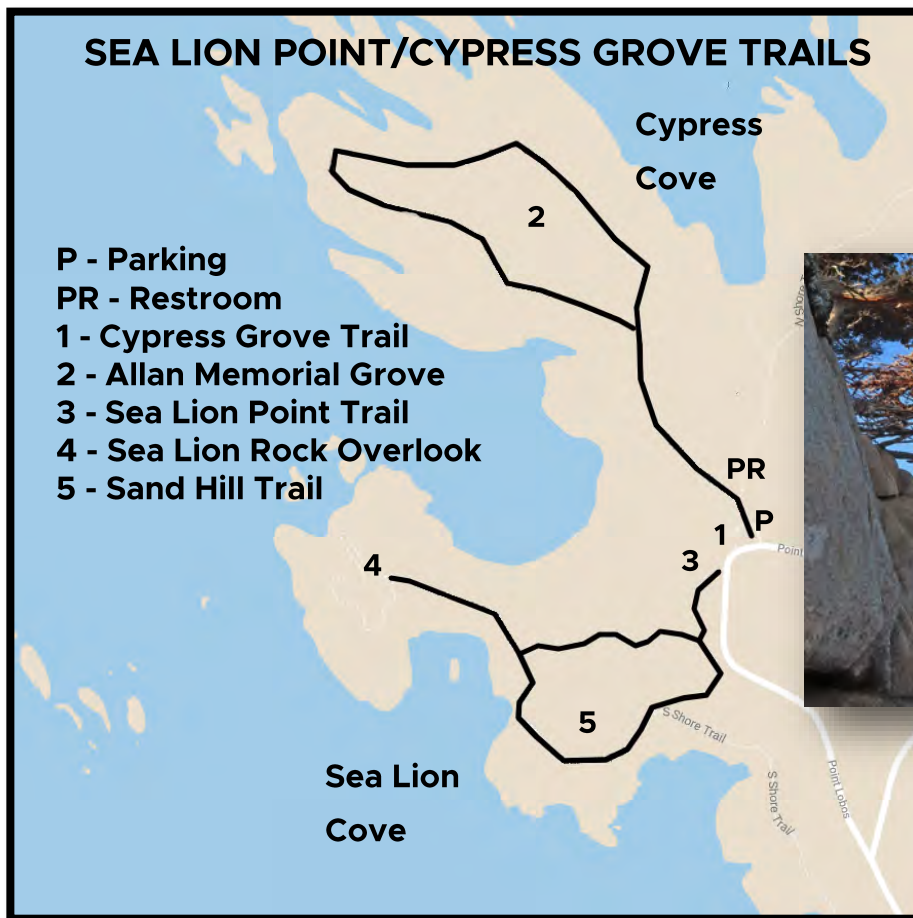 SEA LION POINT/CYPRESS GROVE TRAILS
Cypress
Cove
2
P - Parking
PR - Restroom
1 - Cypress Grove Trail
2 - Allan Memorial Grove
3 - Sea Lion Point Trail
4 - Sea Lion Rock Overlook
5 - Sand Hill Trail
N Shore
PR
P
1
Point
3
4
5
S Shore Trail
Sea Lion
Cove
S Shore Trail
Point Lobos